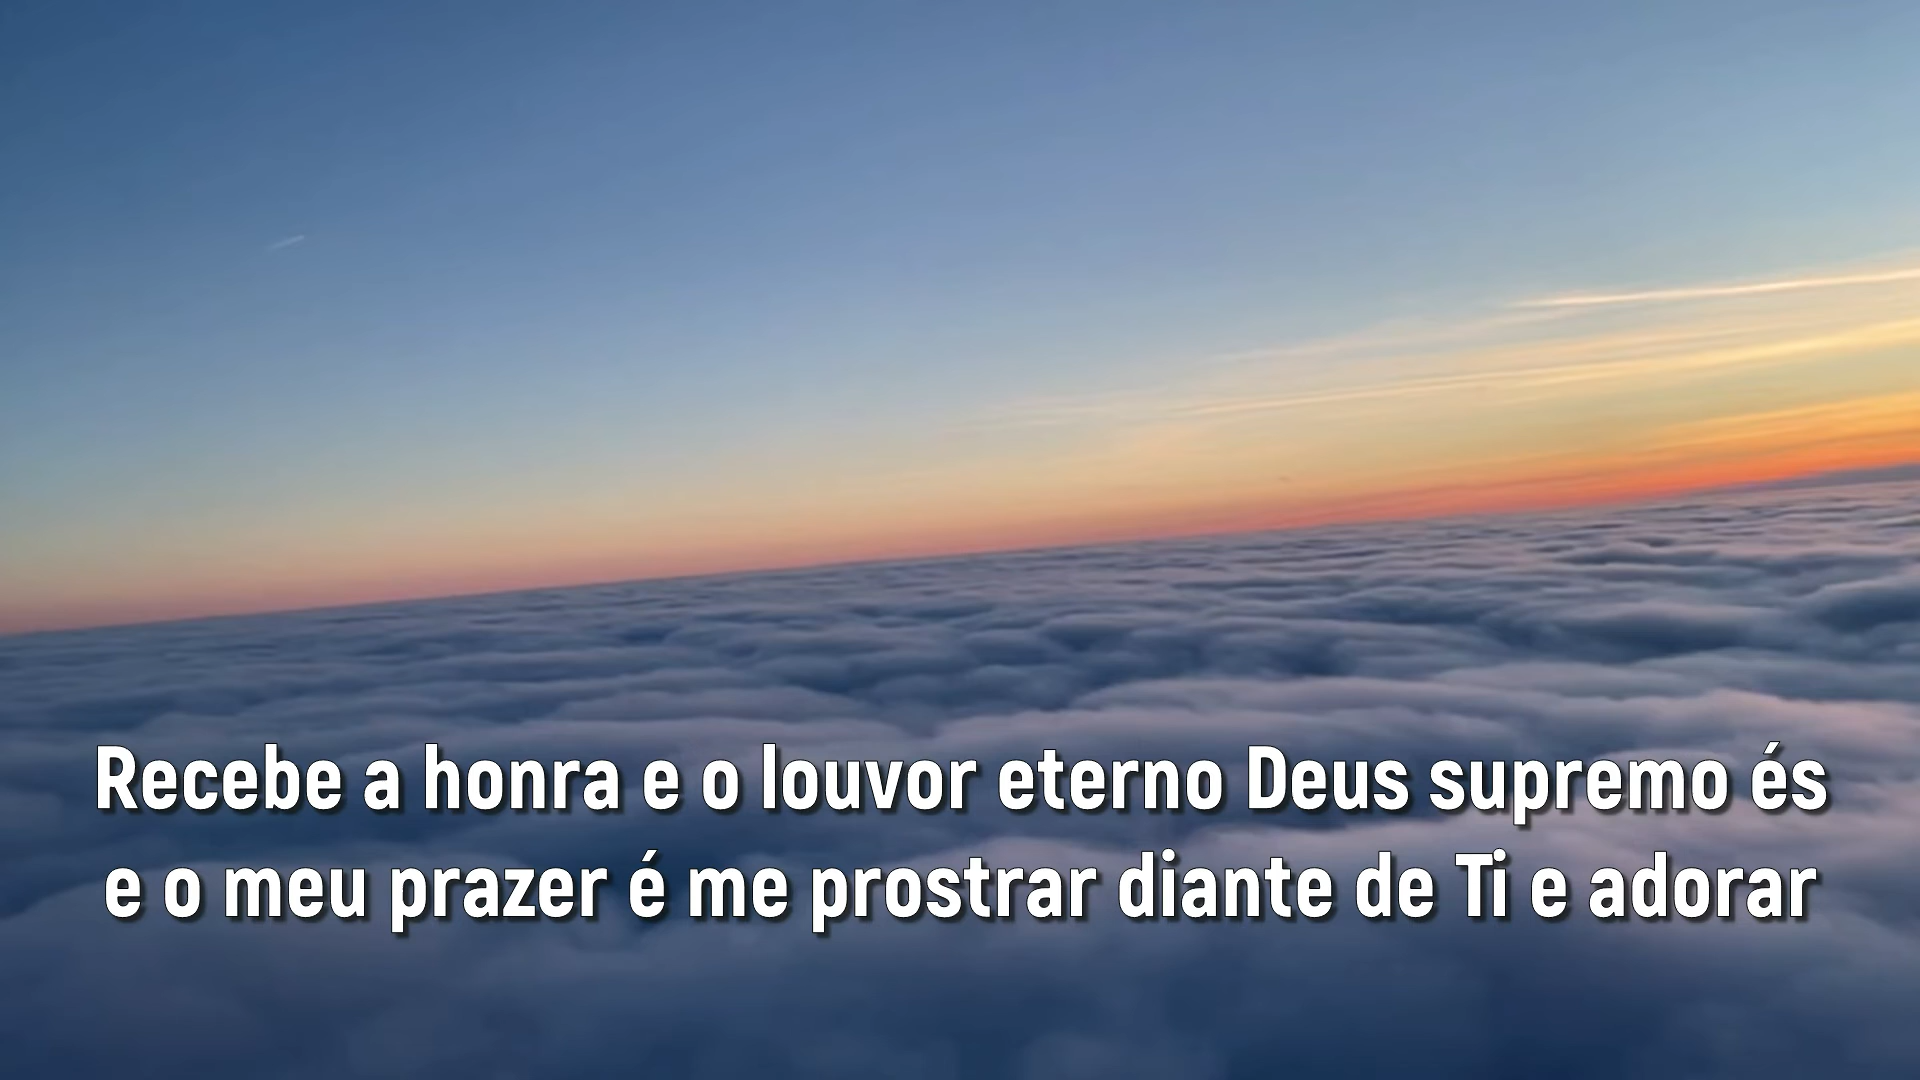 Recebe a honra e o louvor eterno Deus supremo és
e o meu prazer é me prostrar diante de Ti e adorar